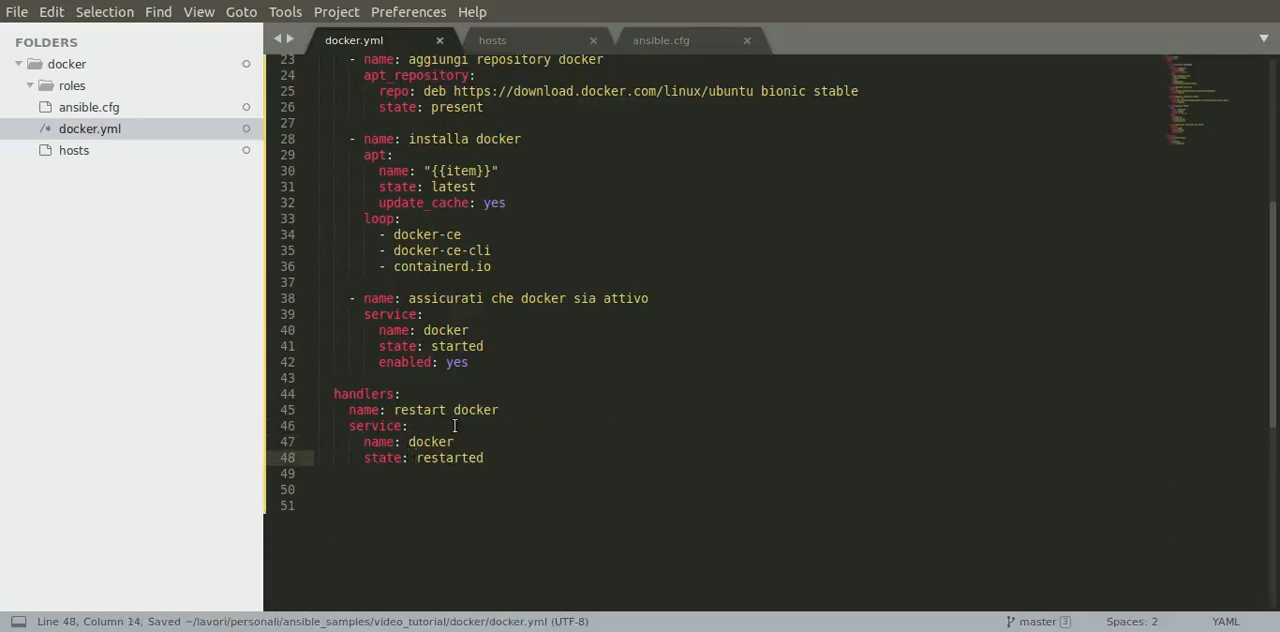 File Edit Selection Find View Goto Tools Project Preferences Help
FOLDERS
docker
roles
ansible.cfg
/* docker.yml
hosts
docker.yml × hosts × ansible.cfg ×
23 - name: aggiungi repository docker
24 apt_repository:
25 repo: deb https://download.docker.com/linux/ubuntu bionic stable
26 state: present
27
28 - name: installa docker
29 apt:
30 name: "{{item}}"
31 state: latest
32 update_cache: yes
33 loop:
34 - docker-ce
35 - docker-ce-cli
36 - containerd.io
37
38 - name: assicurati che docker sia attivo
39 service:
40 name: docker
41 state: started
42 enabled: yes
43
44 handlers:
45 name: restart docker
46 service:
47 name: docker
48 state: restarted
49
50
51
Line 48, Column 14, Saved ~/lavori/personali/ansible_samples/video_tutorial/docker/docker.yml (UTF-8) master 3 Spaces: 2 YAML